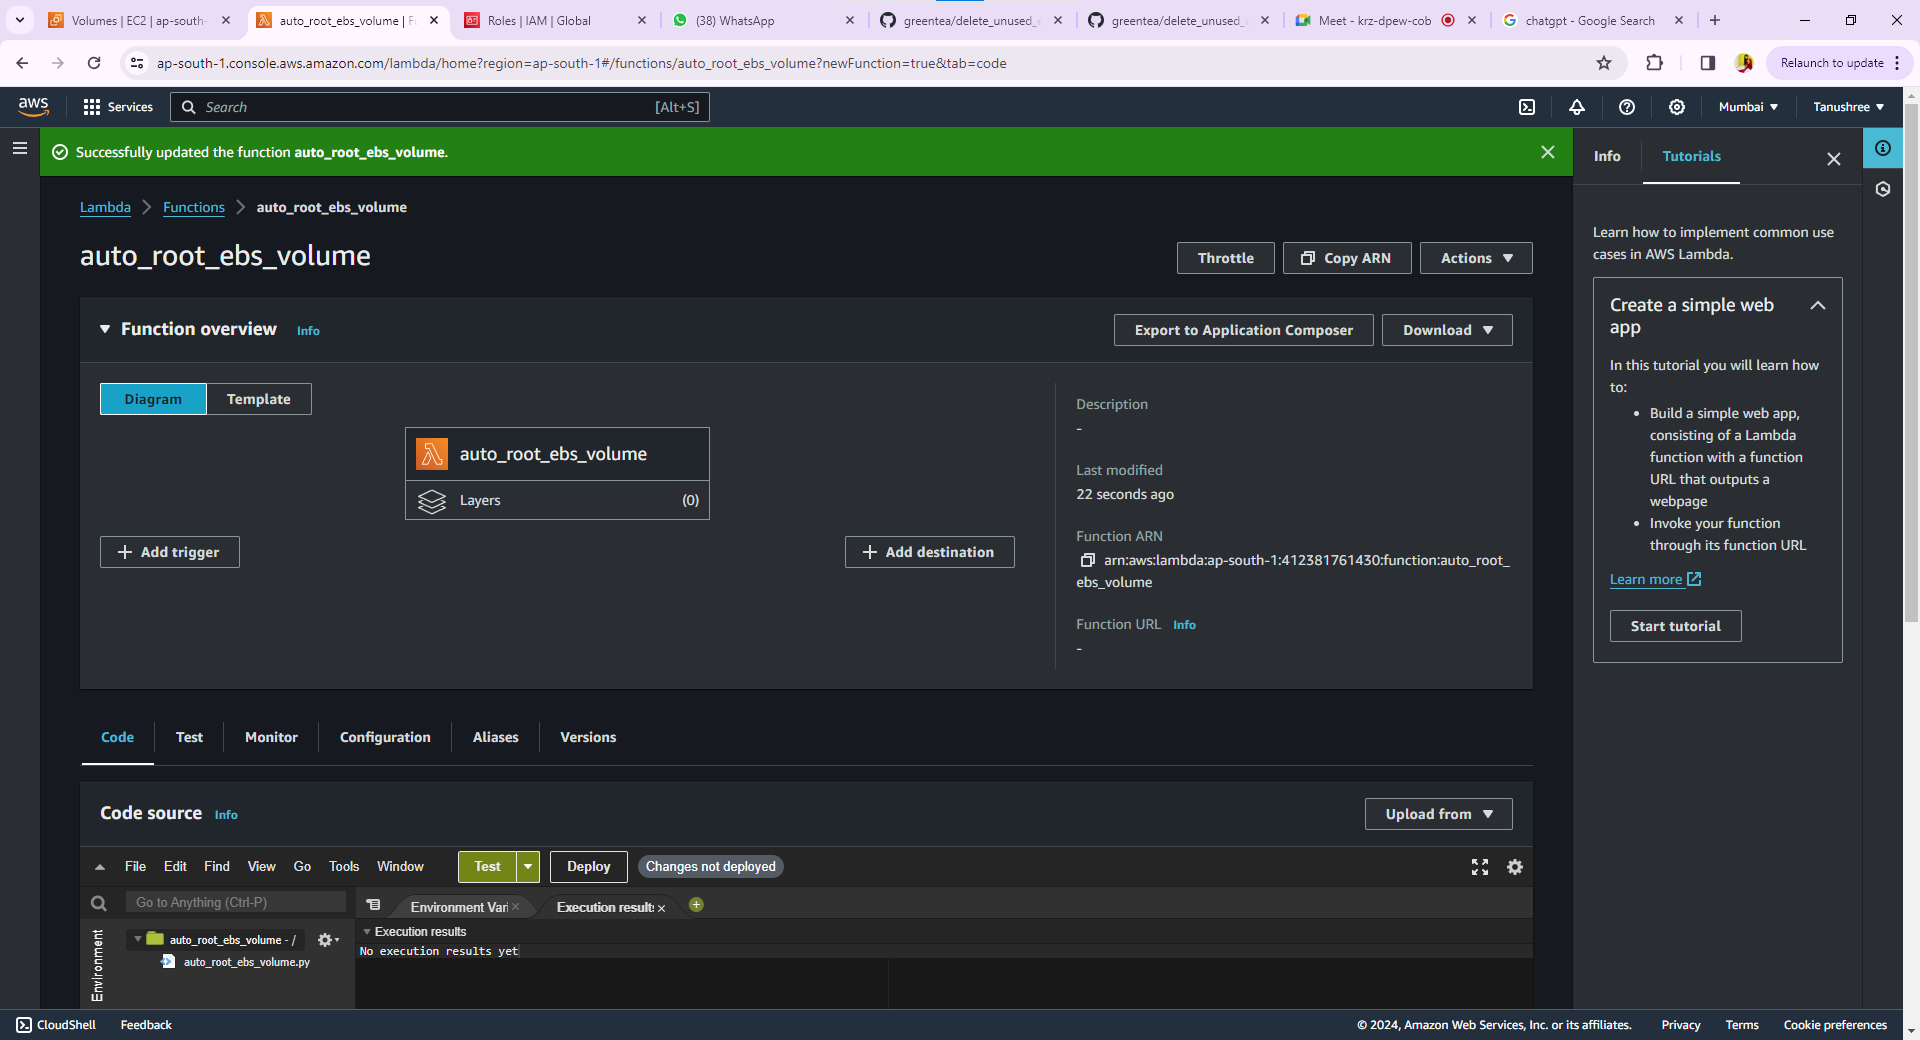 Volumes | EC2 | ap-south-
auto_root_ebs_volume | Fu
Roles | IAM | Global
(38) WhatsApp
greentea/delete_unused_e
greentea/delete_unused_e
Meet - krz-dpew-cob
chatgpt - Google Search
ap-south-1.console.aws.amazon.com/lambda/home?region=ap-south-1#/functions/auto_root_ebs_volume?newFunction=true&tab=code
Relaunch to update
aws
Services
Search
[Alt+S]
Mumbai
Tanushree
Successfully updated the function auto_root_ebs_volume.
Info
Tutorials
Lambda
Functions
auto_root_ebs_volume
auto_root_ebs_volume
Throttle
Copy ARN
Actions
Learn how to implement common use
cases in AWS Lambda.
Function overview
Info
Export to Application Composer
Download
Create a simple web
app
In this tutorial you will learn how
to:
Build a simple web app,
consisting of a Lambda
function with a function
URL that outputs a
webpage
Invoke your function
through its function URL
Learn more
Start tutorial
Diagram
Template
auto_root_ebs_volume
Layers
(0)
Add trigger
Add destination
Description
-
Last modified
22 seconds ago
Function ARN
arn:aws:lambda:ap-south-1:412381761430:function:auto_root_
ebs_volume
Function URL Info
-
Code
Test
Monitor
Configuration
Aliases
Versions
Code source
Info
Upload from
File
Edit
Find
View
Go
Tools
Window
Test
Deploy
Changes not deployed
Go to Anything (Ctrl-P)
Environment Vari
Execution results
Environment
auto_root_ebs_volume - /
auto_root_ebs_volume.py
Execution results
No execution results yet
CloudShell
Feedback
© 2024, Amazon Web Services, Inc. or its affiliates.
Privacy
Terms
Cookie preferences